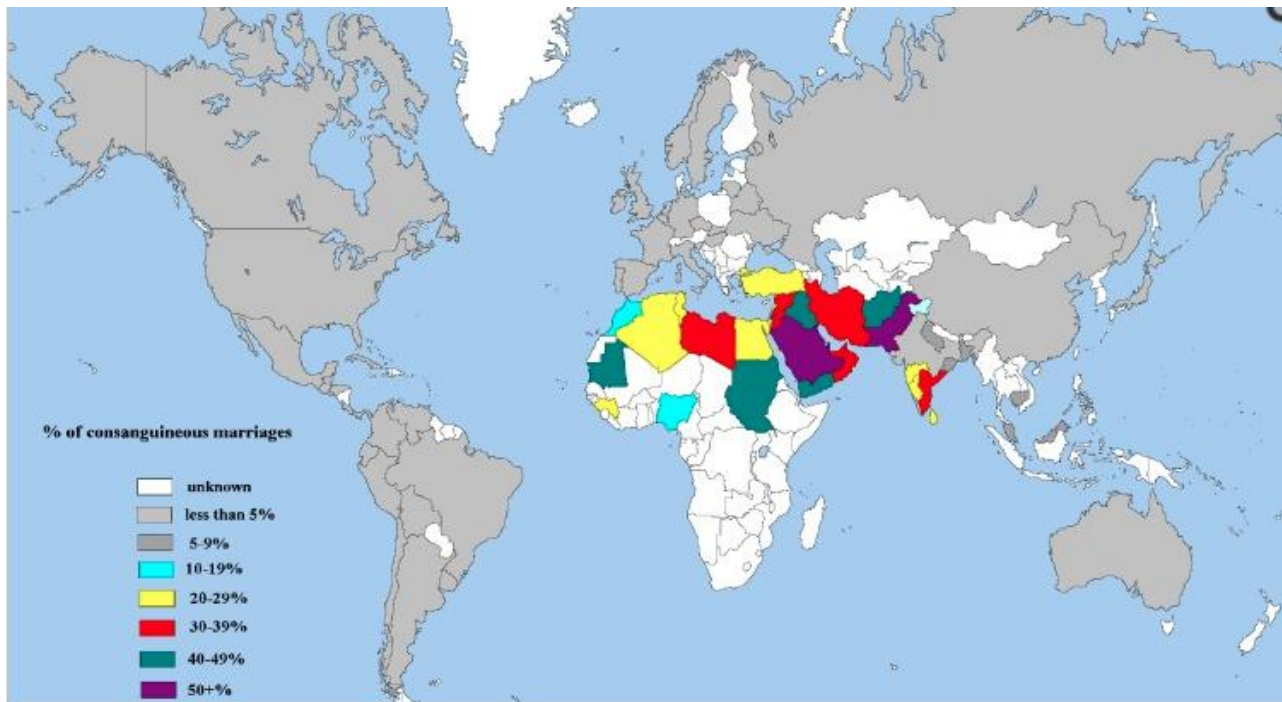 % of consanguineous marriages
unknown
less than 5%
5-9%
10-19%
20-29%
30-39%
40-49%
50+%